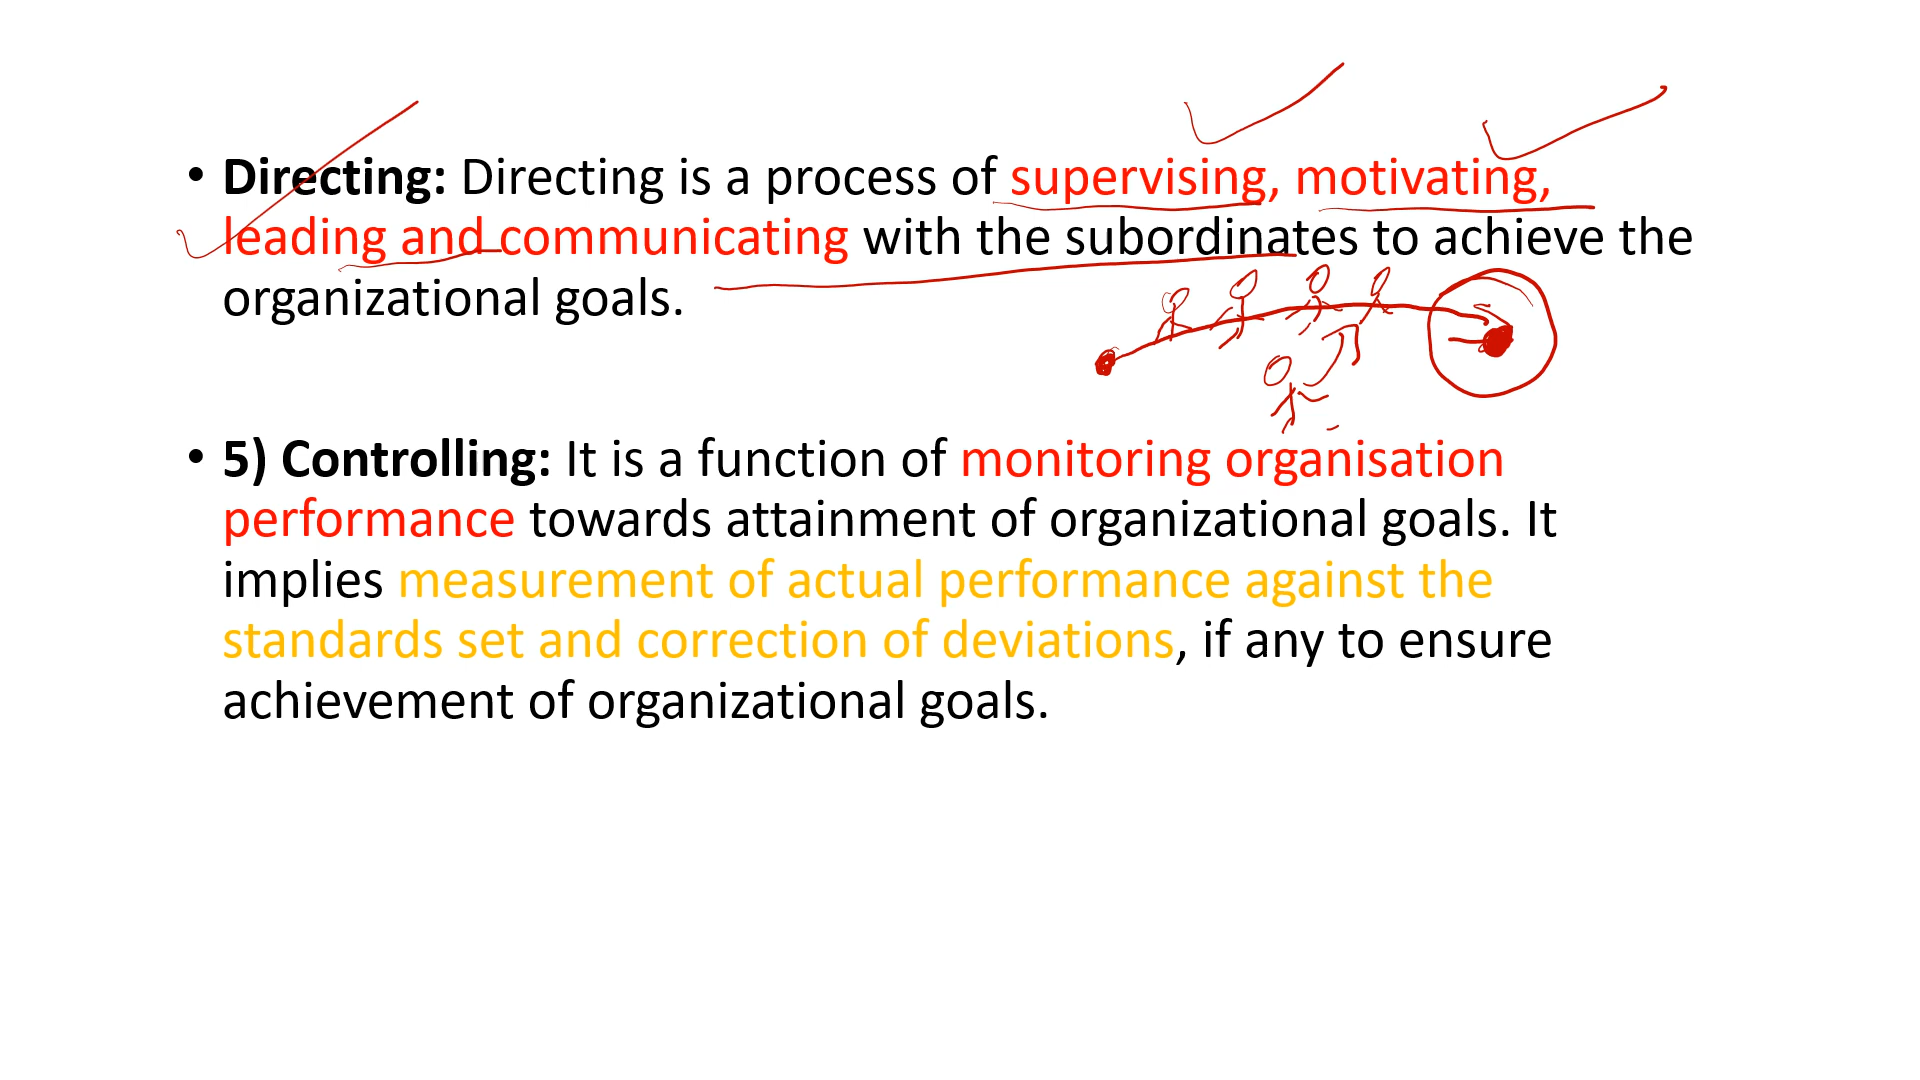 • Directing: Directing is a process of supervising, motivating,
leading and communicating with the subordinates to achieve the
organizational goals.
• 5) Controlling: It is a function of monitoring organisation
performance towards attainment of organizational goals. It
implies measurement of actual performance against the
standards set and correction of deviations, if any to ensure
achievement of organizational goals.